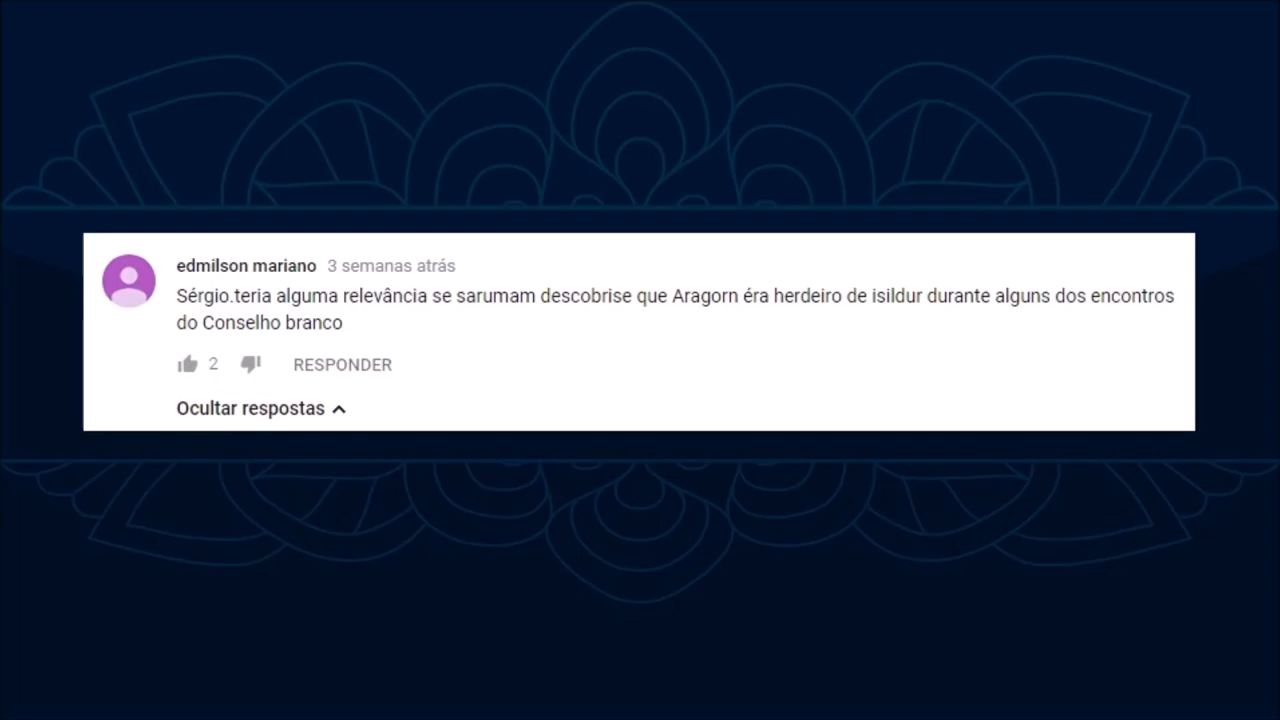 edmilson mariano 3 semanas atrás
Sérgio.teria alguma relevância se sarumam descobrise que Aragorn éra herdeiro de isildur durante alguns dos encontros
do Conselho branco
2 RESPONDER
Ocultar respostas